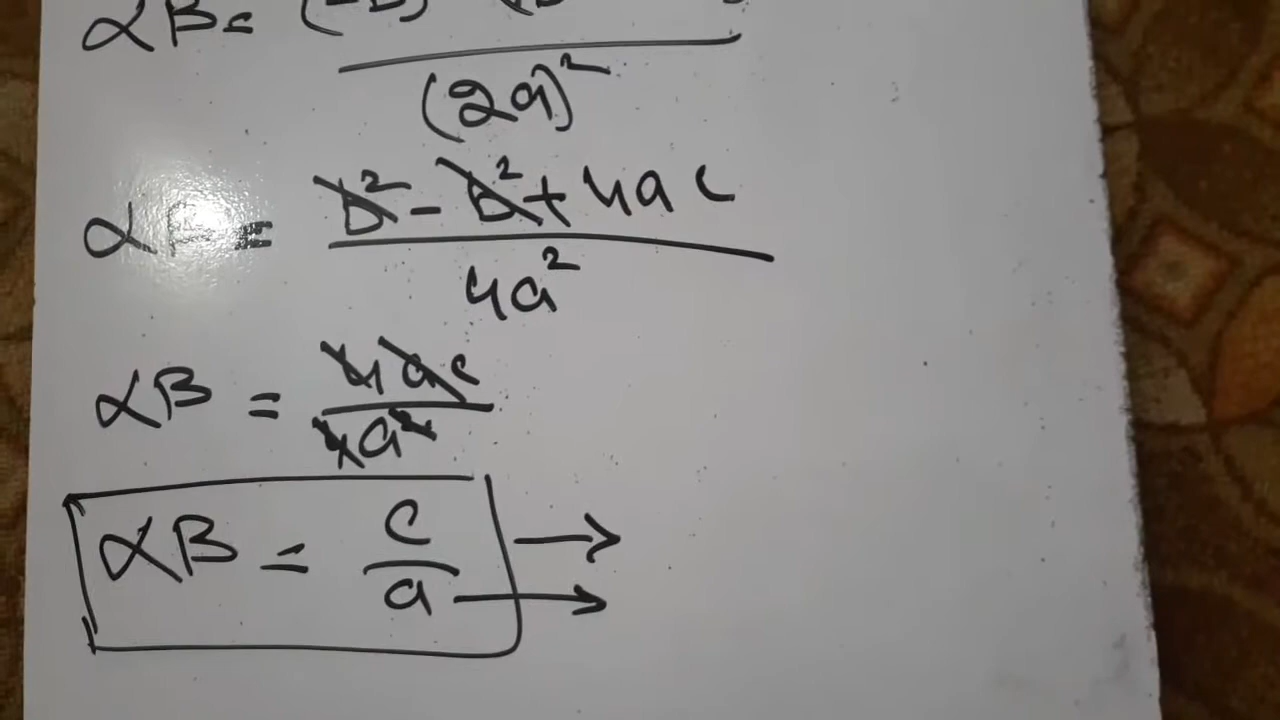 αβ =
(2a)²
αβ = b² - b² + 4ac
4a²
αβ = 4ac
4a²
αβ = c
a